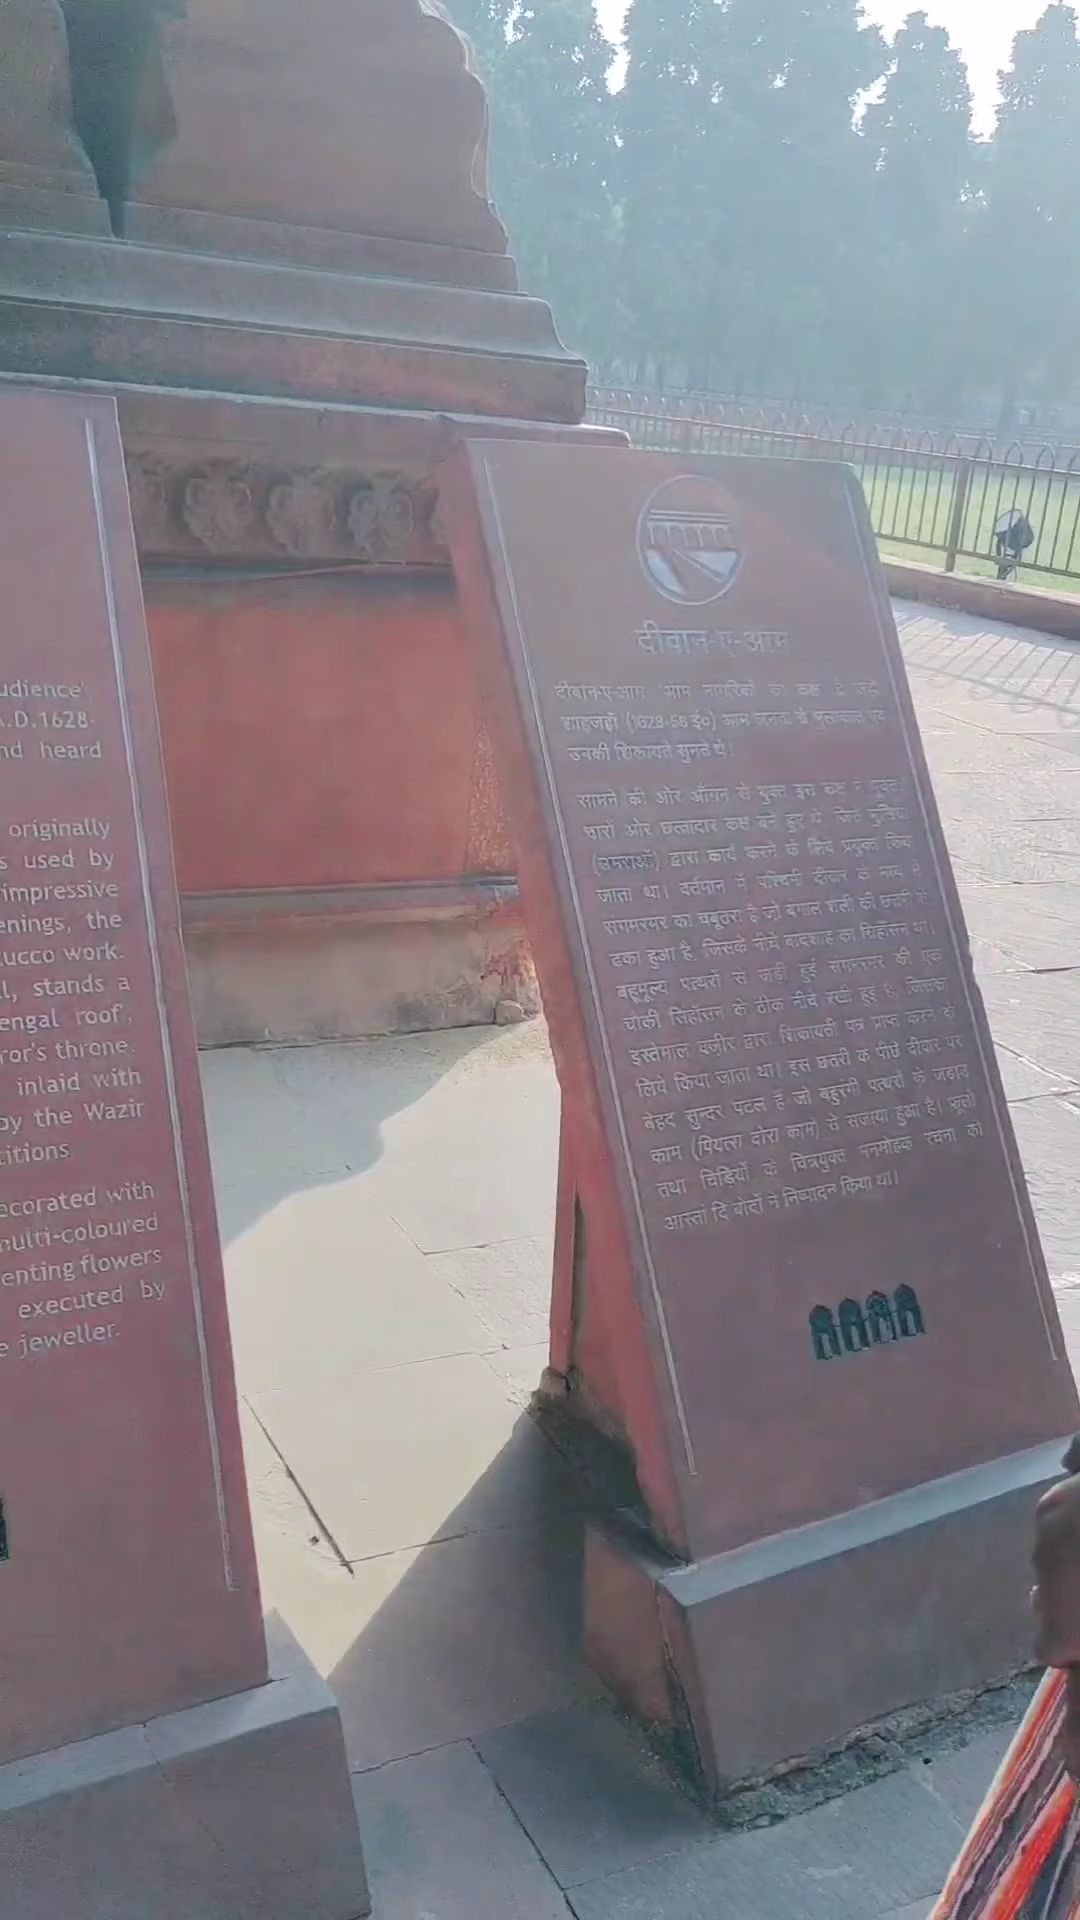 udience'
A.D.1628-
nd heard
originally
s used by
impressive
enings, the
tucco work.
l, stands a
engal roof',
ror's throne.
inlaid with
by the Wazir
titions
ecorated with
multi-coloured
enting flowers
executed by
e jeweller.
दीवान-ए-आम
दीवान-ए-आम 'आम नागरिकों का कक्ष' है जहाँ
शाहजहाँ (1628-58 ई०) आम जनता से मुलाकात एवं
उनकी शिकायतें सुनते थे।
सामने की ओर आँगन से युक्त इस कक्ष में
चारों ओर छत्तादार कक्ष बने हुए थे जिसे
(उमराओं) द्वारा कार्य करने के लिए प्रयुक्त किया
जाता था। वर्तमान में पश्चिमी दीवार के मध्य में
संगमरमर का चबूतरा है जो बंगाल शैली की छतरी से
ढका हुआ है, जिसके नीचे बादशाह का सिंहासन था।
बहूमूल्य पत्थरों से जड़ी हुई संगमरमर की एक
चौकी सिंहासन के ठीक नीचे रखी हुई है, जिसका
इस्तेमाल वज़ीर द्वारा शिकायती पत्र प्राप्त करने के
लिये किया जाता था। इस छतरी के पीछे दीवार पर
बेहद सुन्दर पटल हैं जो बहुरंगी पत्थरों के जड़ाउ
काम (पियत्रा दोरा काम) से सजाया हुआ है। फूलों
तथा चिड़ियों के चित्रयुक्त मनमोहक रचना को
आस्तां दि बोर्दो ने निष्पादन किया था।